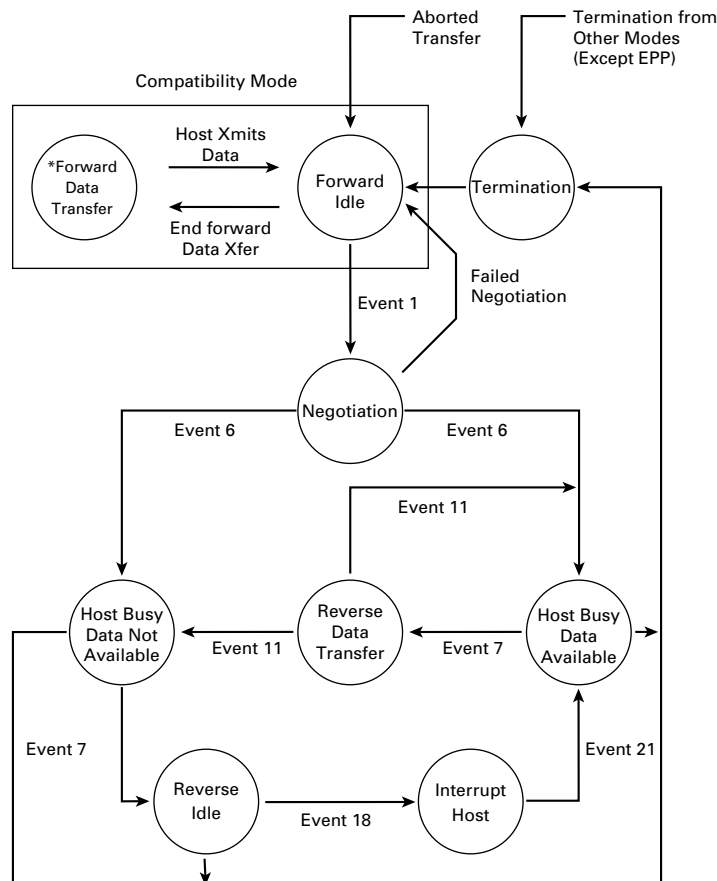 Aborted
Transfer
Termination from
Other Modes
(Except EPP)
Compatibility Mode
*Forward
Data
Transfer
Host Xmits
Data
End forward
Data Xfer
Forward
Idle
Termination
Failed
Negotiation
Event 1
Negotiation
Event 6
Event 6
Event 11
Host Busy
Data Not
Available
Event 11
Reverse
Data
Transfer
Event 7
Host Busy
Data
Available
Event 7
Reverse
Idle
Event 18
Interrupt
Host
Event 21